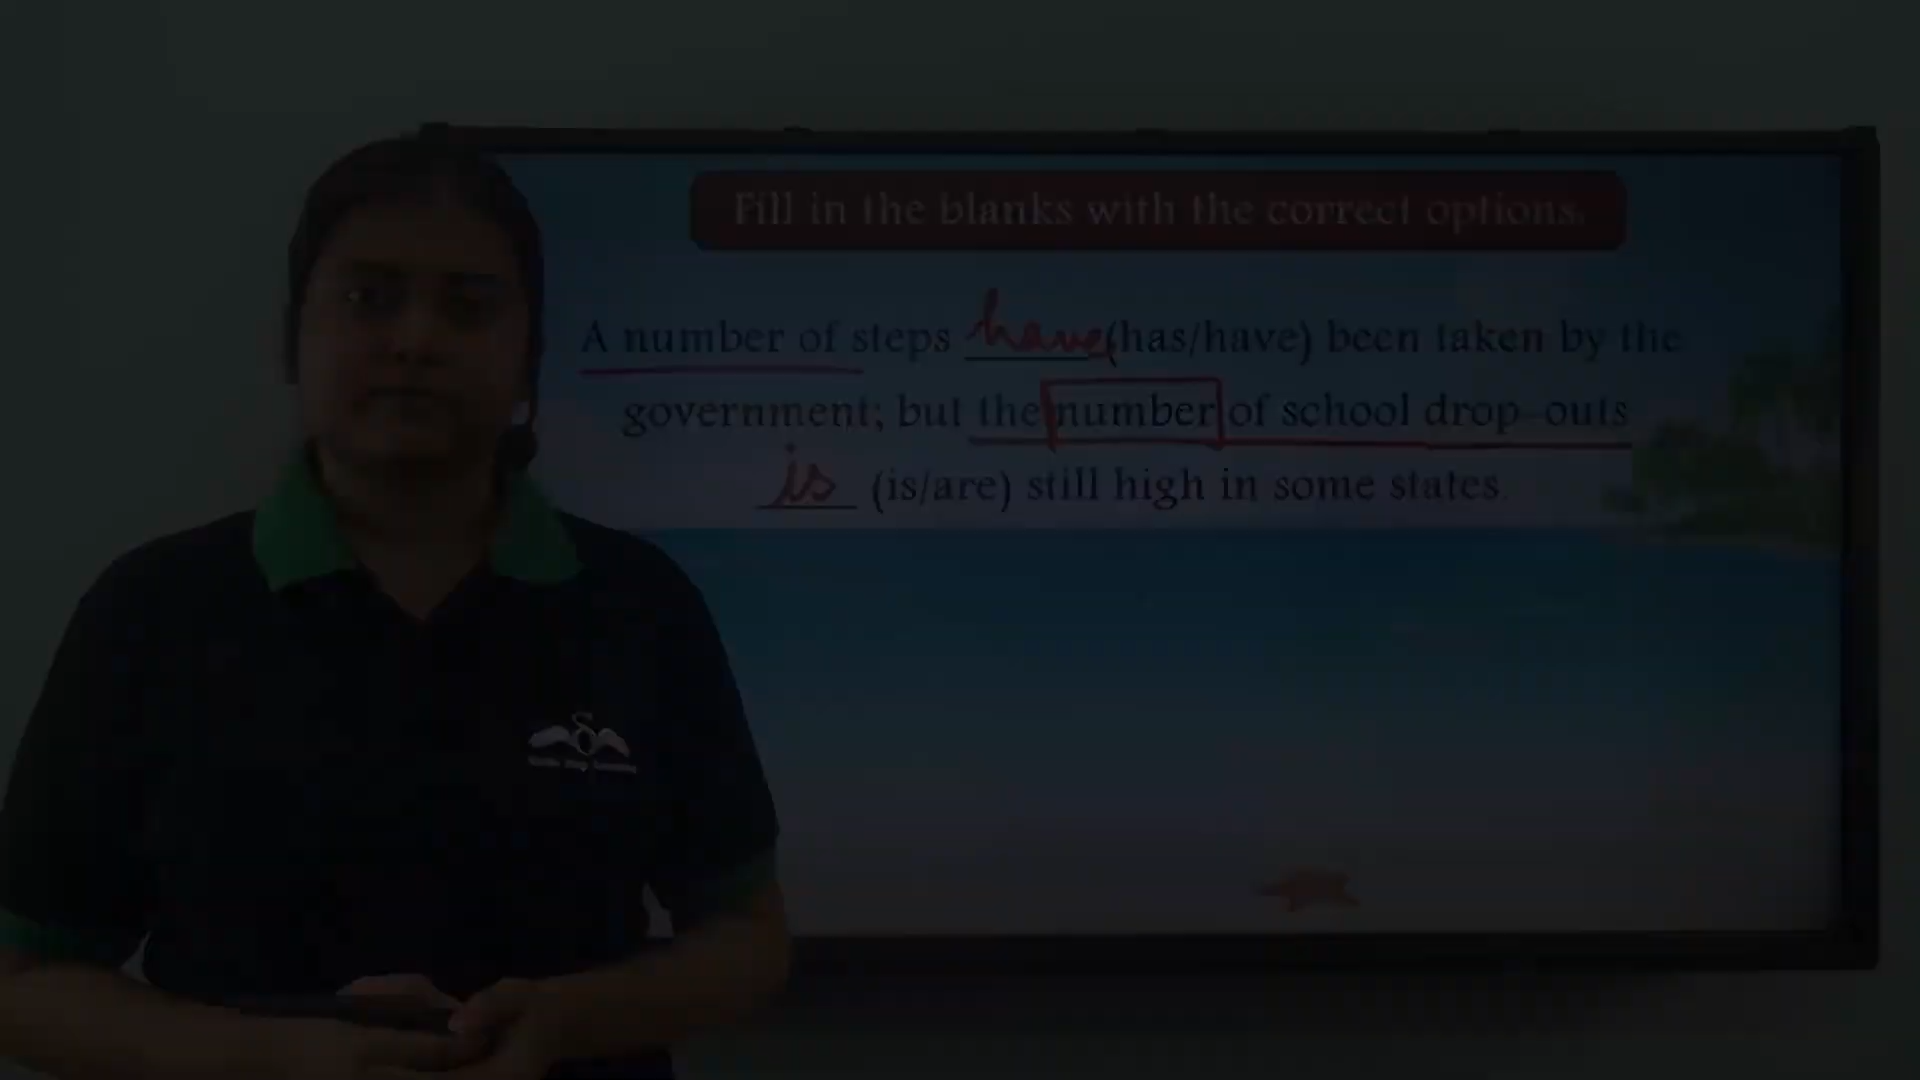 Fill in the blanks with the correct options.
A number of steps have (has/have) been taken by the
government; but the number of school drop-outs
is (is/are) still high in some states.